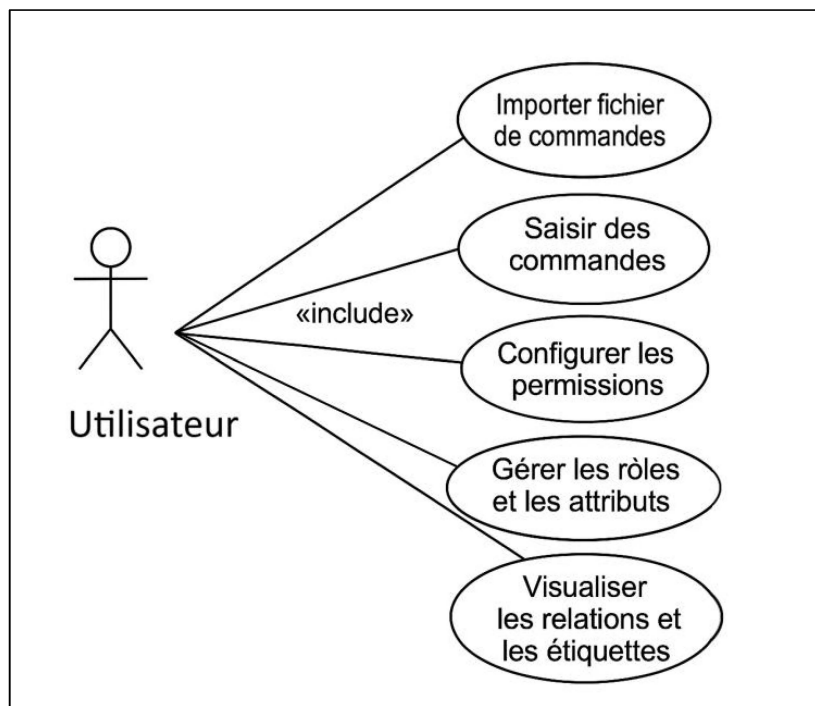 Importer fichier
de commandes
Saisir des
commandes
«include»
Configurer les
permissions
Utilisateur
Gérer les ròles
et les attributs
Visualiser
les relations et
les étiquettes